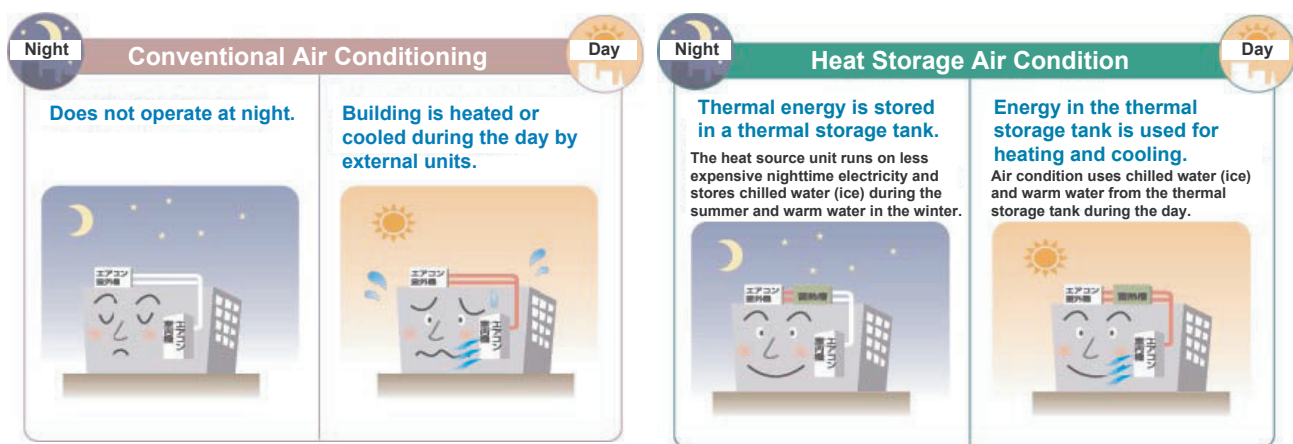 Night
Conventional Air Conditioning
Day
Does not operate at night.
Building is heated or
cooled during the day by
external units.
エアコン
室外機
エアコン
室内機
エアコン
室外機
エアコン
室内機
Night
Heat Storage Air Condition
Day
Thermal energy is stored
in a thermal storage tank.
The heat source unit runs on less
expensive nighttime electricity and
stores chilled water (ice) during the
summer and warm water in the winter.
Energy in the thermal
storage tank is used for
heating and cooling.
Air condition uses chilled water (ice)
and warm water from the thermal
storage tank during the day.
エアコン
室外機
蓄熱槽
エアコン
室内機
エアコン
室外機
蓄熱槽
エアコン
室内機